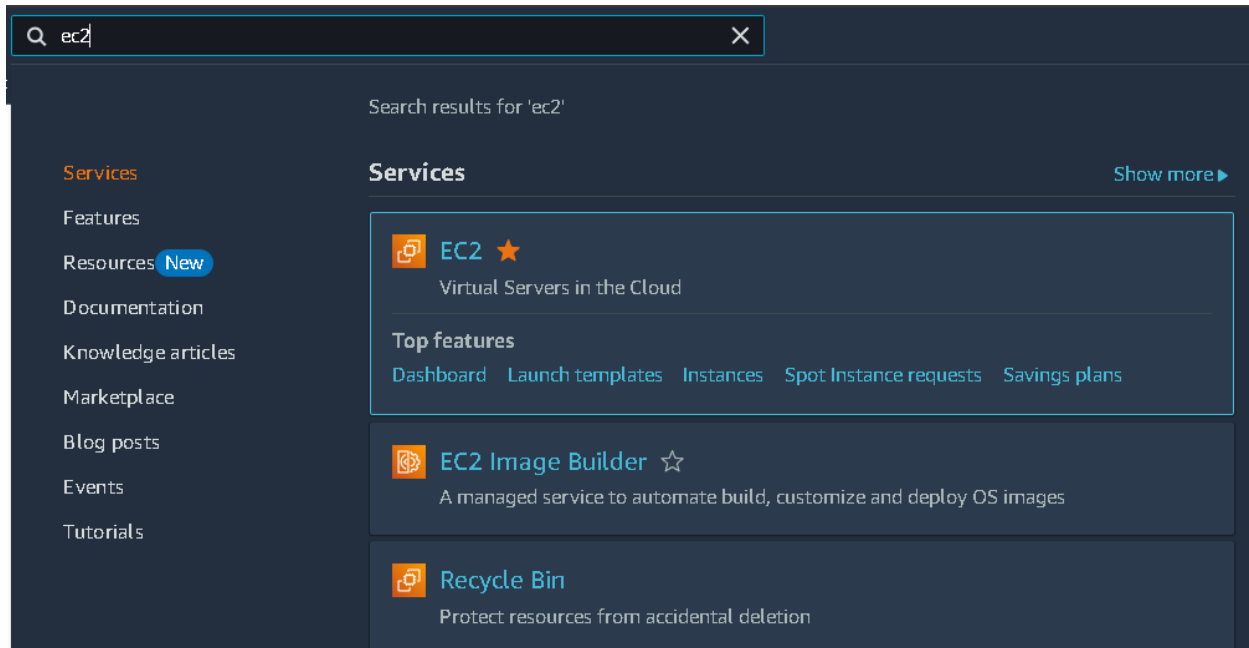 ec2
Search results for 'ec2'
Services
Features
Resources New
Documentation
Knowledge articles
Marketplace
Blog posts
Events
Tutorials
Services
Show more
EC2
Virtual Servers in the Cloud
Top features
Dashboard Launch templates Instances Spot Instance requests Savings plans
EC2 Image Builder
A managed service to automate build, customize and deploy OS images
Recycle Bin
Protect resources from accidental deletion